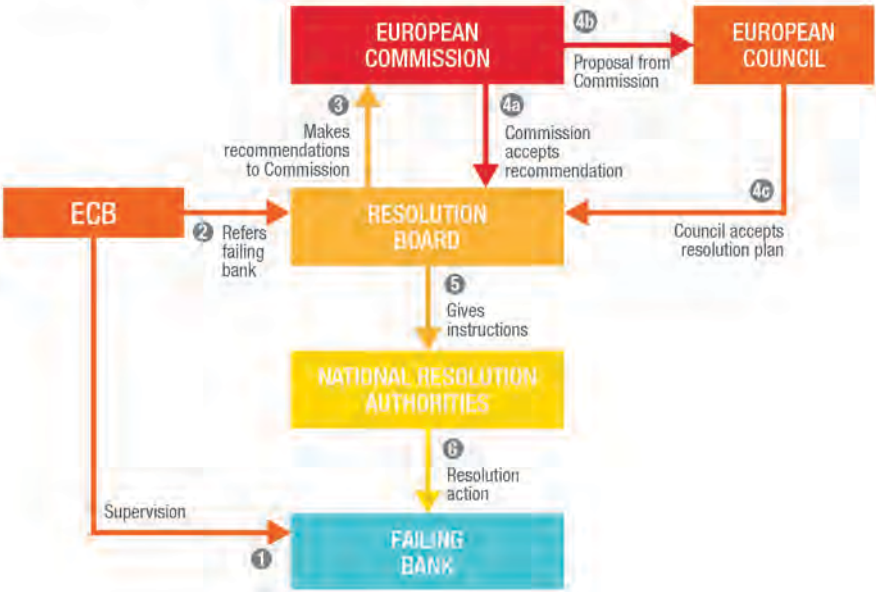 EUROPEAN
COMMISSION
4b
Proposal from
Commission
EUROPEAN
COUNCIL
3
Makes
recommendations
to Commission
4a
Commission
accepts
recommendation
ECB
2 Refers
failing
bank
RESOLUTION
BOARD
4c
Council accepts
resolution plan
5
Gives
instructions
NATIONAL RESOLUTION
AUTHORITIES
6
Resolution
action
Supervision
1
FAILING
BANK